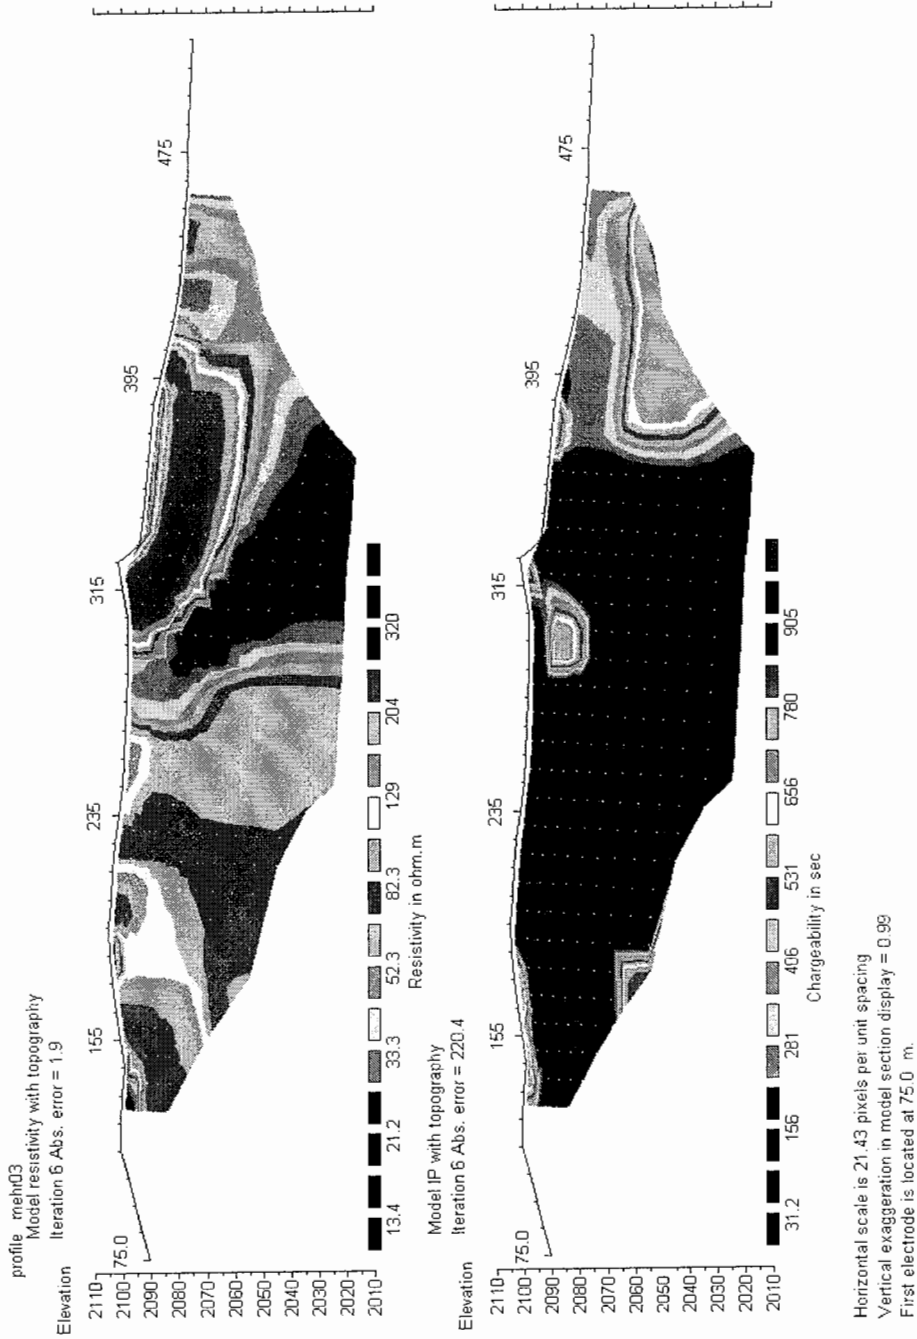 profile mehr03
Model resistivity with topography
Iteration 6 Abs. error = 1.9
Elevation
2110
2100
2090
2080
2070
2060
2050
2040
2030
2020
2010
75.0
155
235
315
395
475
13.4 21.2 33.3 52.3 82.3 129 204 320
Resistivity in ohm.m
Model IP with topography
Iteration 6 Abs. error = 220.4
Elevation
2110
2100
2090
2080
2070
2060
2050
2040
2030
2020
2010
75.0
155
235
315
395
475
31.2 156 281 406 531 656 780 905
Chargeability in sec
Horizontal scale is 21.43 pixels per unit spacing
Vertical exaggeration in model section display = 0.99
First electrode is located at 75.0 m.